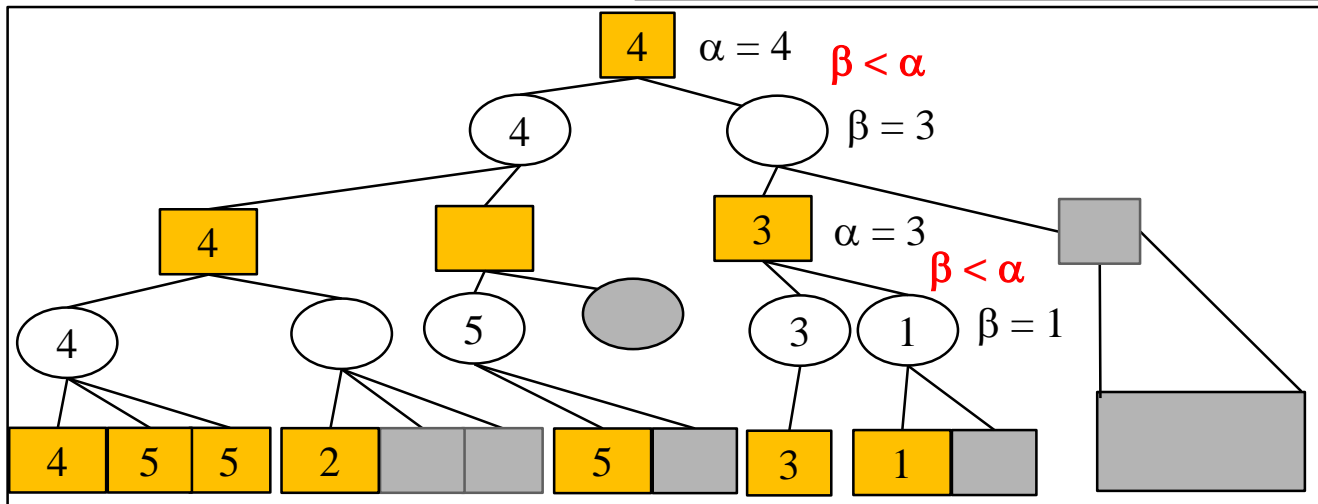 4 α = 4 β < α
4 β = 3
4 3 α = 3
β < α
4 5 3 1 β = 1
4 5 5 2 5 3 1